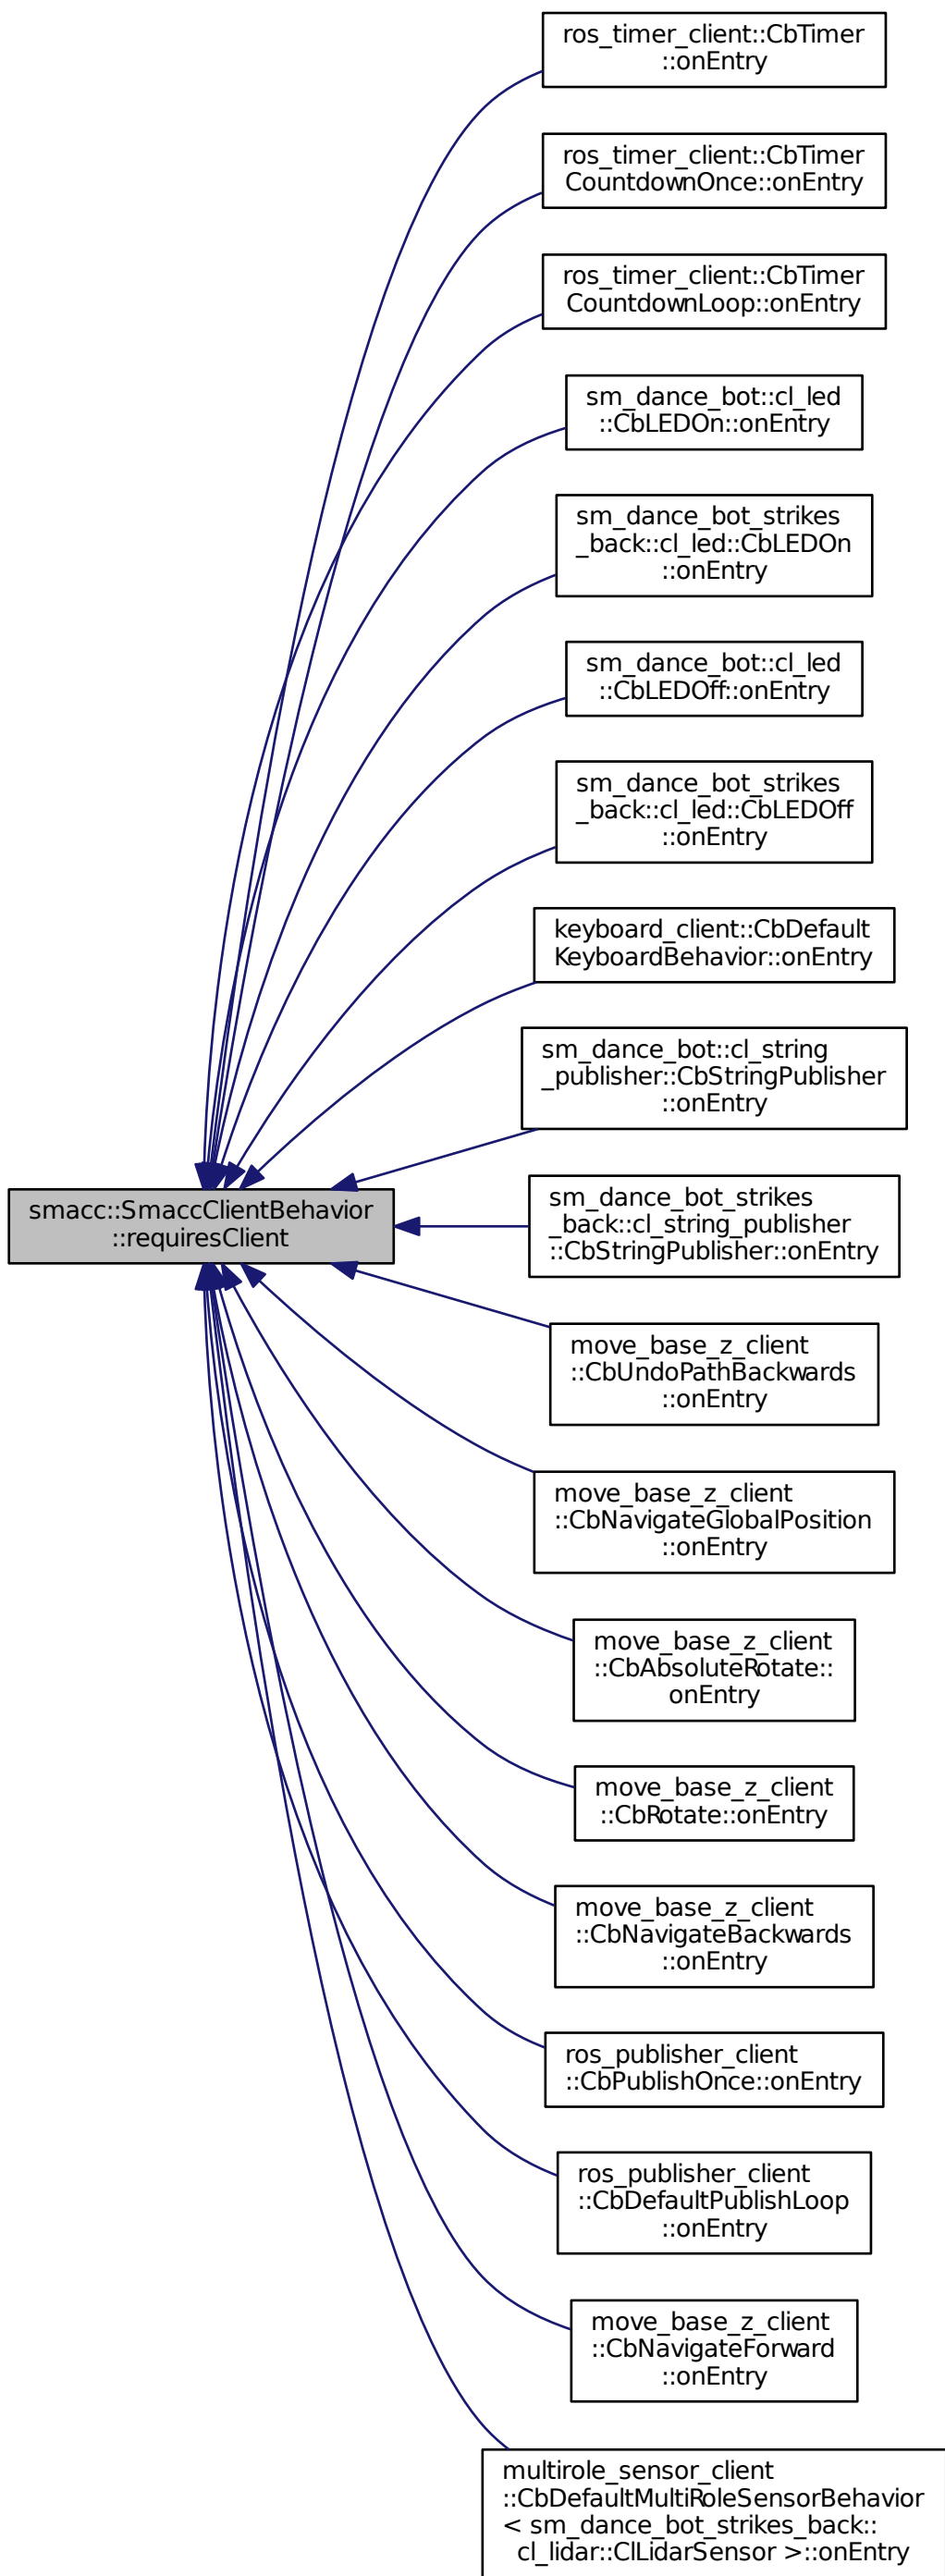 ros_timer_client::CbTimer
::onEntry
ros_timer_client::CbTimer
CountdownOnce::onEntry
ros_timer_client::CbTimer
CountdownLoop::onEntry
sm_dance_bot::cl_led
::CbLEDOn::onEntry
sm_dance_bot_strikes
_back::cl_led::CbLEDOn
::onEntry
sm_dance_bot::cl_led
::CbLEDOff::onEntry
sm_dance_bot_strikes
_back::cl_led::CbLEDOff
::onEntry
keyboard_client::CbDefault
KeyboardBehavior::onEntry
sm_dance_bot::cl_string
_publisher::CbStringPublisher
::onEntry
smacc::SmaccClientBehavior
::requiresClient
sm_dance_bot_strikes
_back::cl_string_publisher
::CbStringPublisher::onEntry
move_base_z_client
::CbUndoPathBackwards
::onEntry
move_base_z_client
::CbNavigateGlobalPosition
::onEntry
move_base_z_client
::CbAbsoluteRotate::
onEntry
move_base_z_client
::CbRotate::onEntry
move_base_z_client
::CbNavigateBackwards
::onEntry
ros_publisher_client
::CbPublishOnce::onEntry
ros_publisher_client
::CbDefaultPublishLoop
::onEntry
move_base_z_client
::CbNavigateForward
::onEntry
multirole_sensor_client
::CbDefaultMultiRoleSensorBehavior
< sm_dance_bot_strikes_back::
cl_lidar::ClLidarSensor >::onEntry